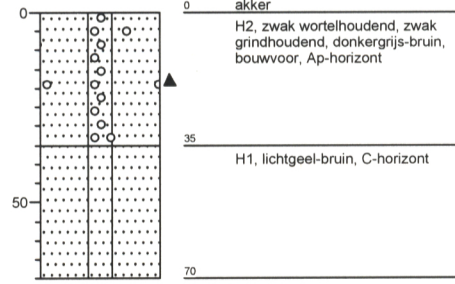 0
0 akker
H2, zwak wortelhoudend, zwak
grindhoudend, donkergrijs-bruin,
bouwvoor, Ap-horizont
35
H1, lichtgeel-bruin, C-horizont
50
70